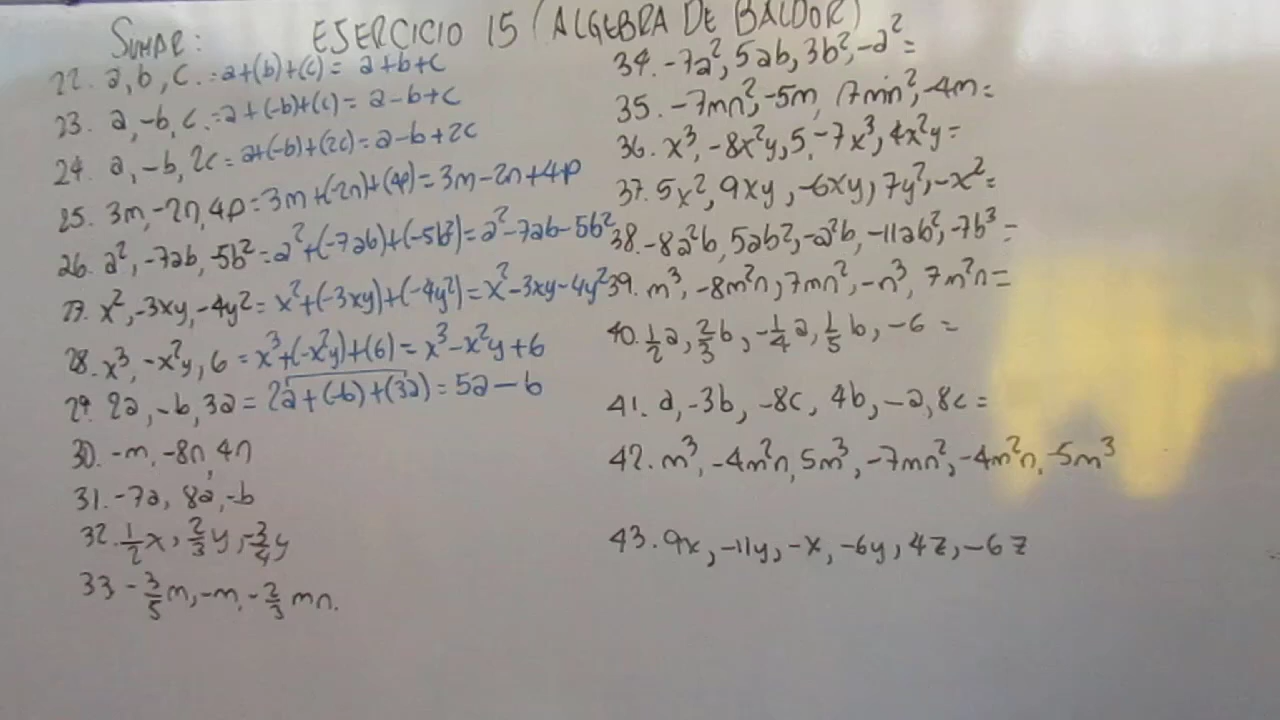 SUMAR: EJERCICIO 15 (ALGEBRA DE BALDOR)
22. a, b, c. = a+(b)+(c) = a+b+c
23. a, -b, c. = a+(-b)+(c) = a-b+c
24. a, -b, 2c = a+(-b)+(2c) = a-b+2c
25. 3m, -2n, 4p = 3m+(-2n)+(4p) = 3m-2n+4p
26. a², -7ab, -5b² = a²+(-7ab)+(-5b²) = a²-7ab-5b²
27. x², -3xy, -4y² = x²+(-3xy)+(-4y²) = x²-3xy-4y²
28. x³, -x²y, 6 = x³+(-x²y)+(6) = x³-x²y+6
29. 2a, -b, 3a = 2a+(-b)+(3a) = 5a-b
30. -m, -8n, 4n
31. -7a, 8a, -b
32. 1/2x, 2/3y, -3/4y
33 -3/5m, -m, -2/3mn.
34. -7a², 5ab, 3b², -a² =
35. -7mn², -5m, 17mn², -4m =
36. x³, -8x²y, 5, -7x³, 4x²y =
37. 5x², 9xy, -6xy, 7y², -x² =
38. -8a²b, 5ab², -a²b, -11ab², -7b³ =
39. m³, -8m²n, 7mn², -n³, 7m²n =
40. 1/2a, 2/3b, -1/4a, 1/5b, -6 =
41. a, -3b, -8c, 4b, -a, 8c =
42. m³, -4m²n, 5m³, -7mn², -4m²n, -5m³
43. 9x, -11y, -x, -6y, 4z, -6z